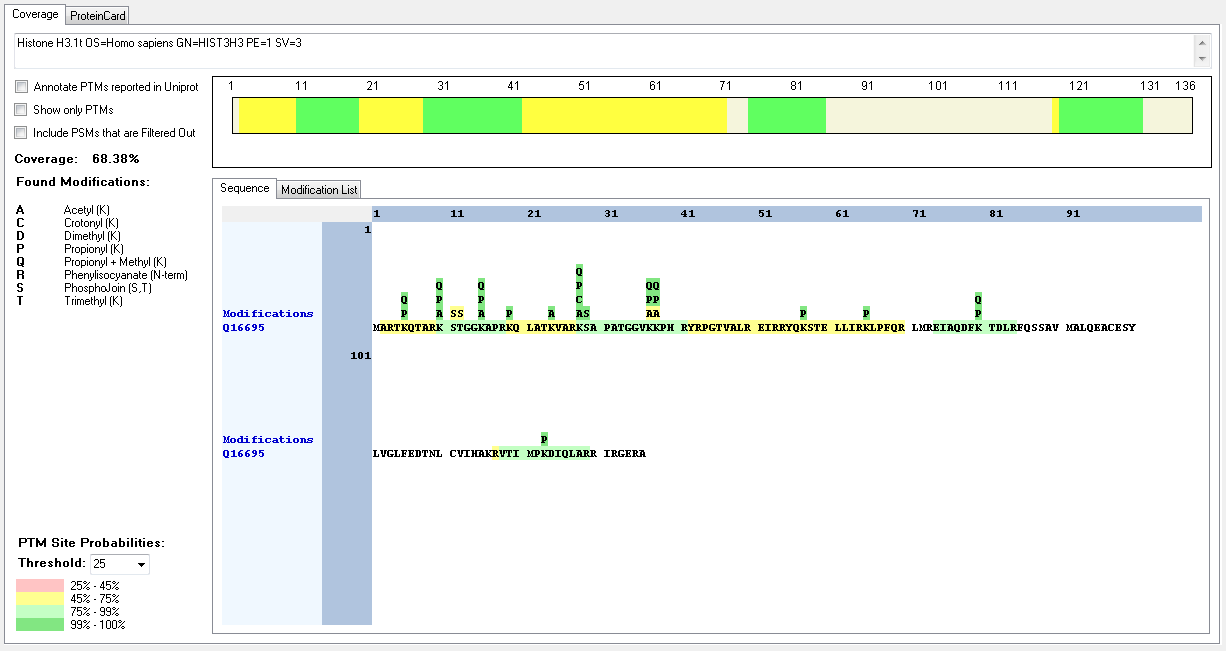 Coverage ProteinCard
Histone H3.1t OS=Homo sapiens GN=HIST3H3 PE=1 SV=3
Annotate PTMs reported in Uniprot
Show only PTMs
Include PSMs that are Filtered Out
Coverage: 68.38%
Found Modifications:
A Acetyl (K)
C Crotonyl (K)
D Dimethyl (K)
P Propionyl (K)
Q Propionyl + Methyl (K)
R Phenylisocyanate (N-term)
S PhosphoJoin (S,T)
T Trimethyl (K)
1 11 21 31 41 51 61 71 81 91 101 111 121 131 136
Sequence Modification List
1 11 21 31 41 51 61 71 81 91
1
Q
Q Q P QQ
Q P P C PP Q
P A SS A P A AS AA P P P
Modifications
Q16695 MARTKQTARK STGGKAPRKQ LATKVARKSA PATGGVKKPH RYRPGTVALR EIRRYQKSTE LLIRKLPFQR LMREIAQDFK TDLRFQSSAV MALQEACESY
101
Modifications P
Q16695 LVGLFEDTNL CVIHAKRVTI MPKDIQLARR IRGERA
PTM Site Probabilities:
Threshold: 25
25% - 45%
45% - 75%
75% - 99%
99% - 100%